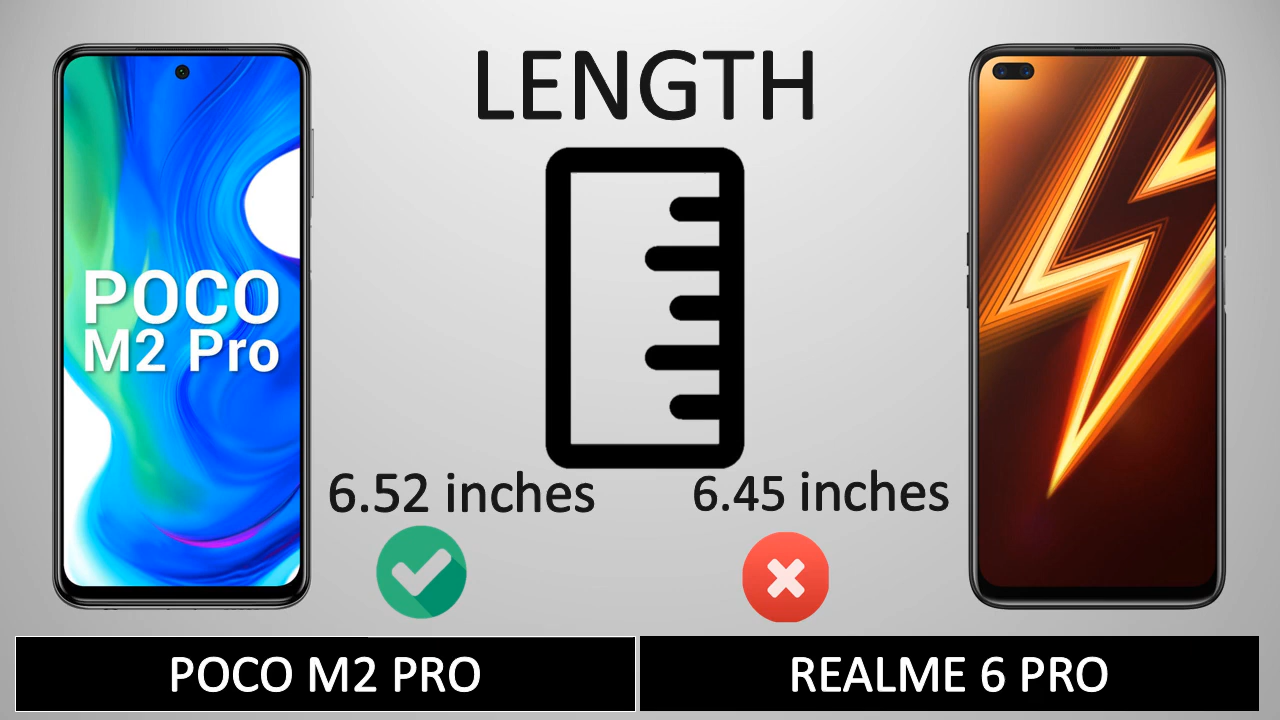 LENGTH
POCO
M2 Pro
6.52 inches
6.45 inches
POCO M2 PRO
REALME 6 PRO